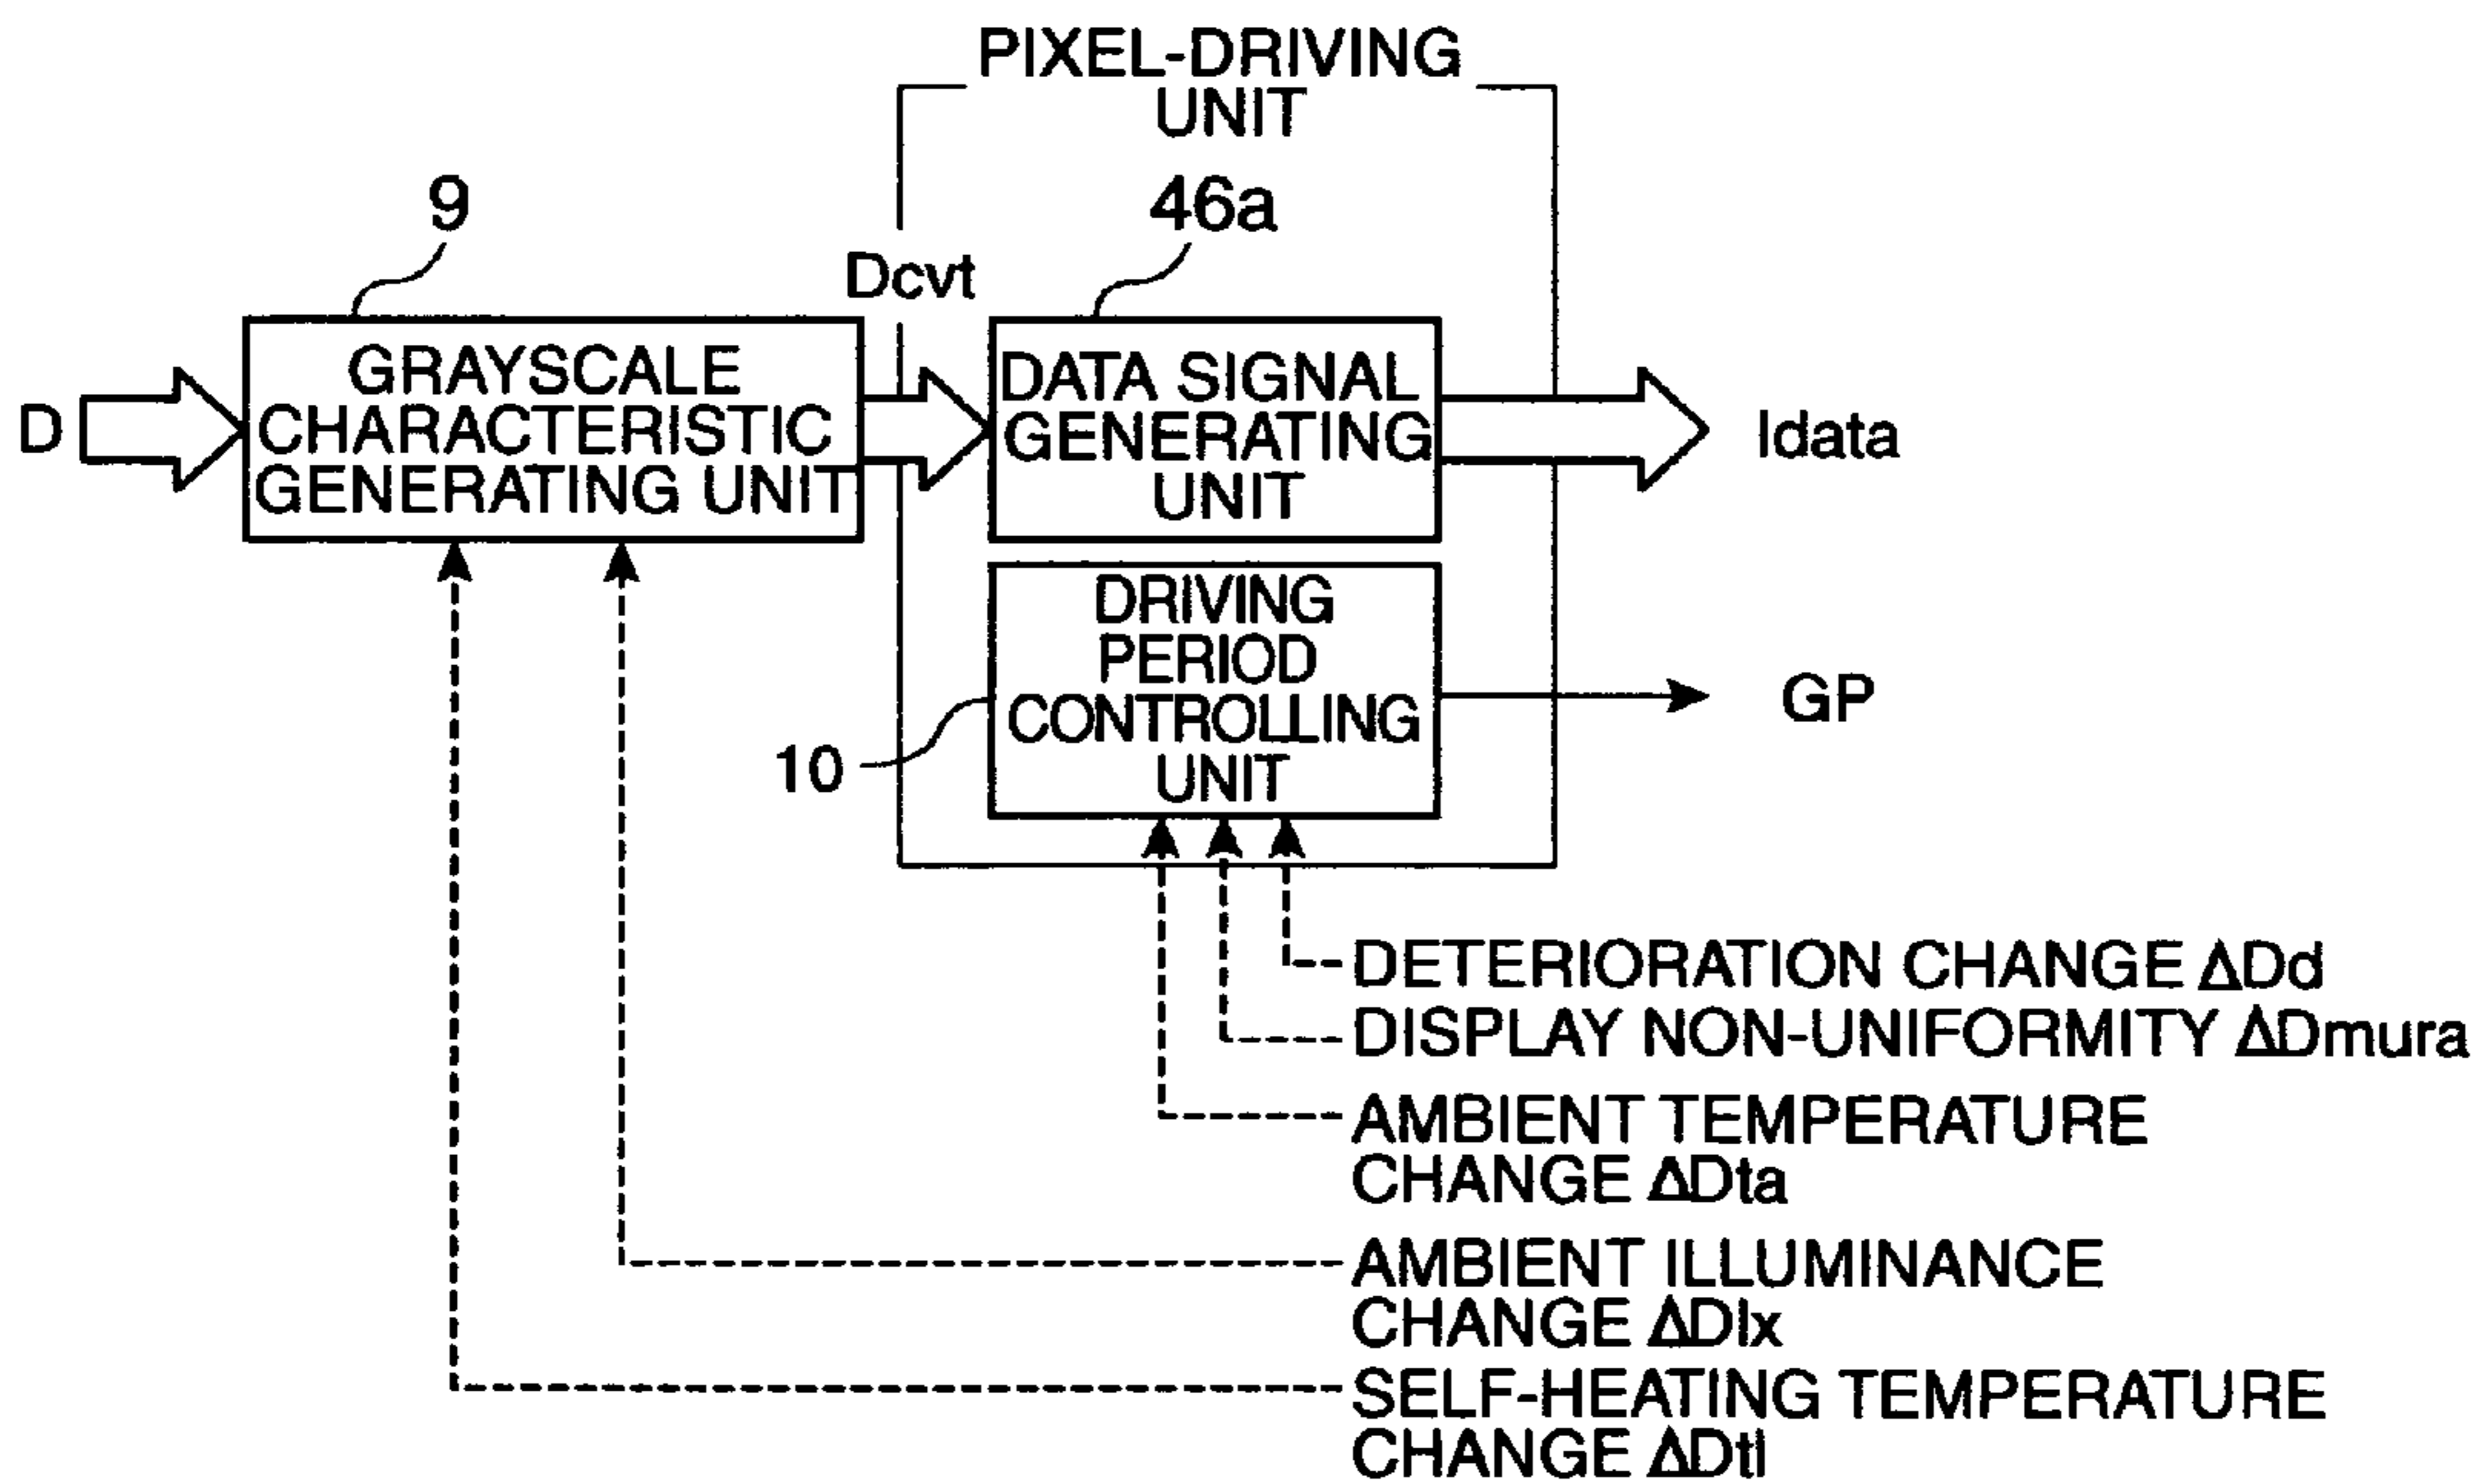 PIXEL-DRIVING
UNIT
9
46a
Dcvt
D
GRAYSCALE
CHARACTERISTIC
GENERATING UNIT
DATA SIGNAL
GENERATING
UNIT
Idata
DRIVING
PERIOD
CONTROLLING
UNIT
10
GP
DETERIORATION CHANGE ΔDd
DISPLAY NON-UNIFORMITY ΔDmura
AMBIENT TEMPERATURE
CHANGE ΔDta
AMBIENT ILLUMINANCE
CHANGE ΔDlx
SELF-HEATING TEMPERATURE
CHANGE ΔDtl